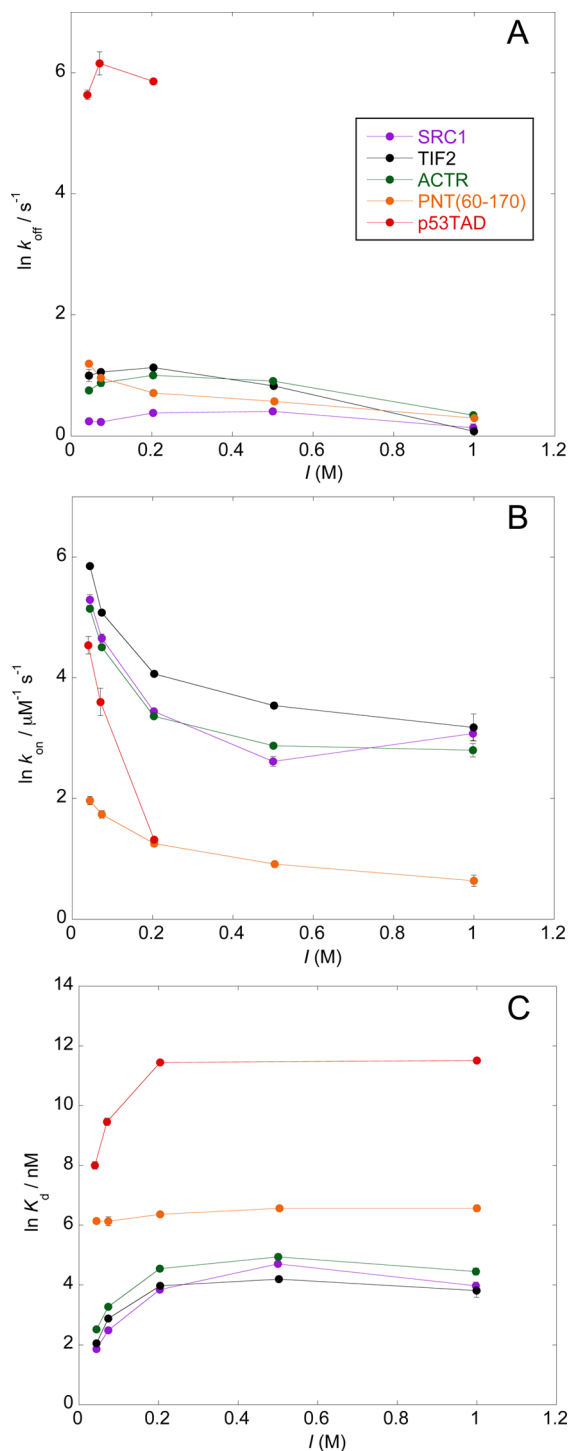 A
6
4
2
0
ln k_off / s⁻¹
SRC1
TIF2
ACTR
PNT(60-170)
p53TAD
0 0.2 0.4 0.6 0.8 1 1.2
I (M)
B
6
4
2
0
ln k_on / μM⁻¹ s⁻¹
0 0.2 0.4 0.6 0.8 1 1.2
I (M)
C
14
12
10
8
6
4
2
0
ln K_d / nM
0 0.2 0.4 0.6 0.8 1 1.2
I (M)